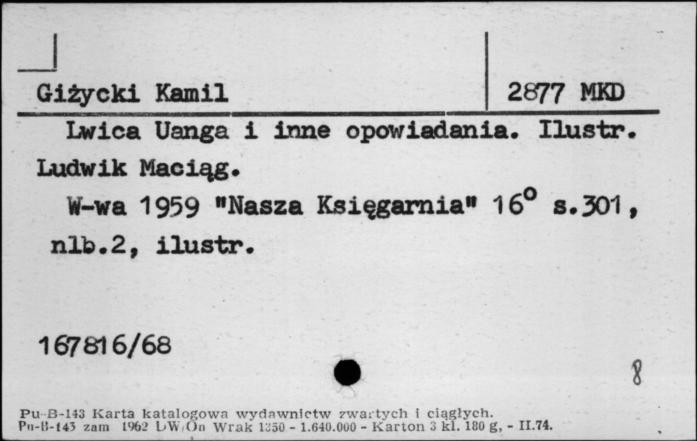 Giżycki Kamil
2877 MKD
Lwica Uanga i inne opowiadania. Ilustr.
Ludwik Maciąg.
W-wa 1959 "Nasza Księgarnia" 16° s.301,
nlb.2, ilustr.
167816/68
8
Pu-B-143 Karta katalogowa wydawnictw zwartych i ciągłych.
Pu-B-143 zam 1962 LW/Op Wrak 1350 - 1.640.000 - Karton 3 kl. 180 g. - II.74.